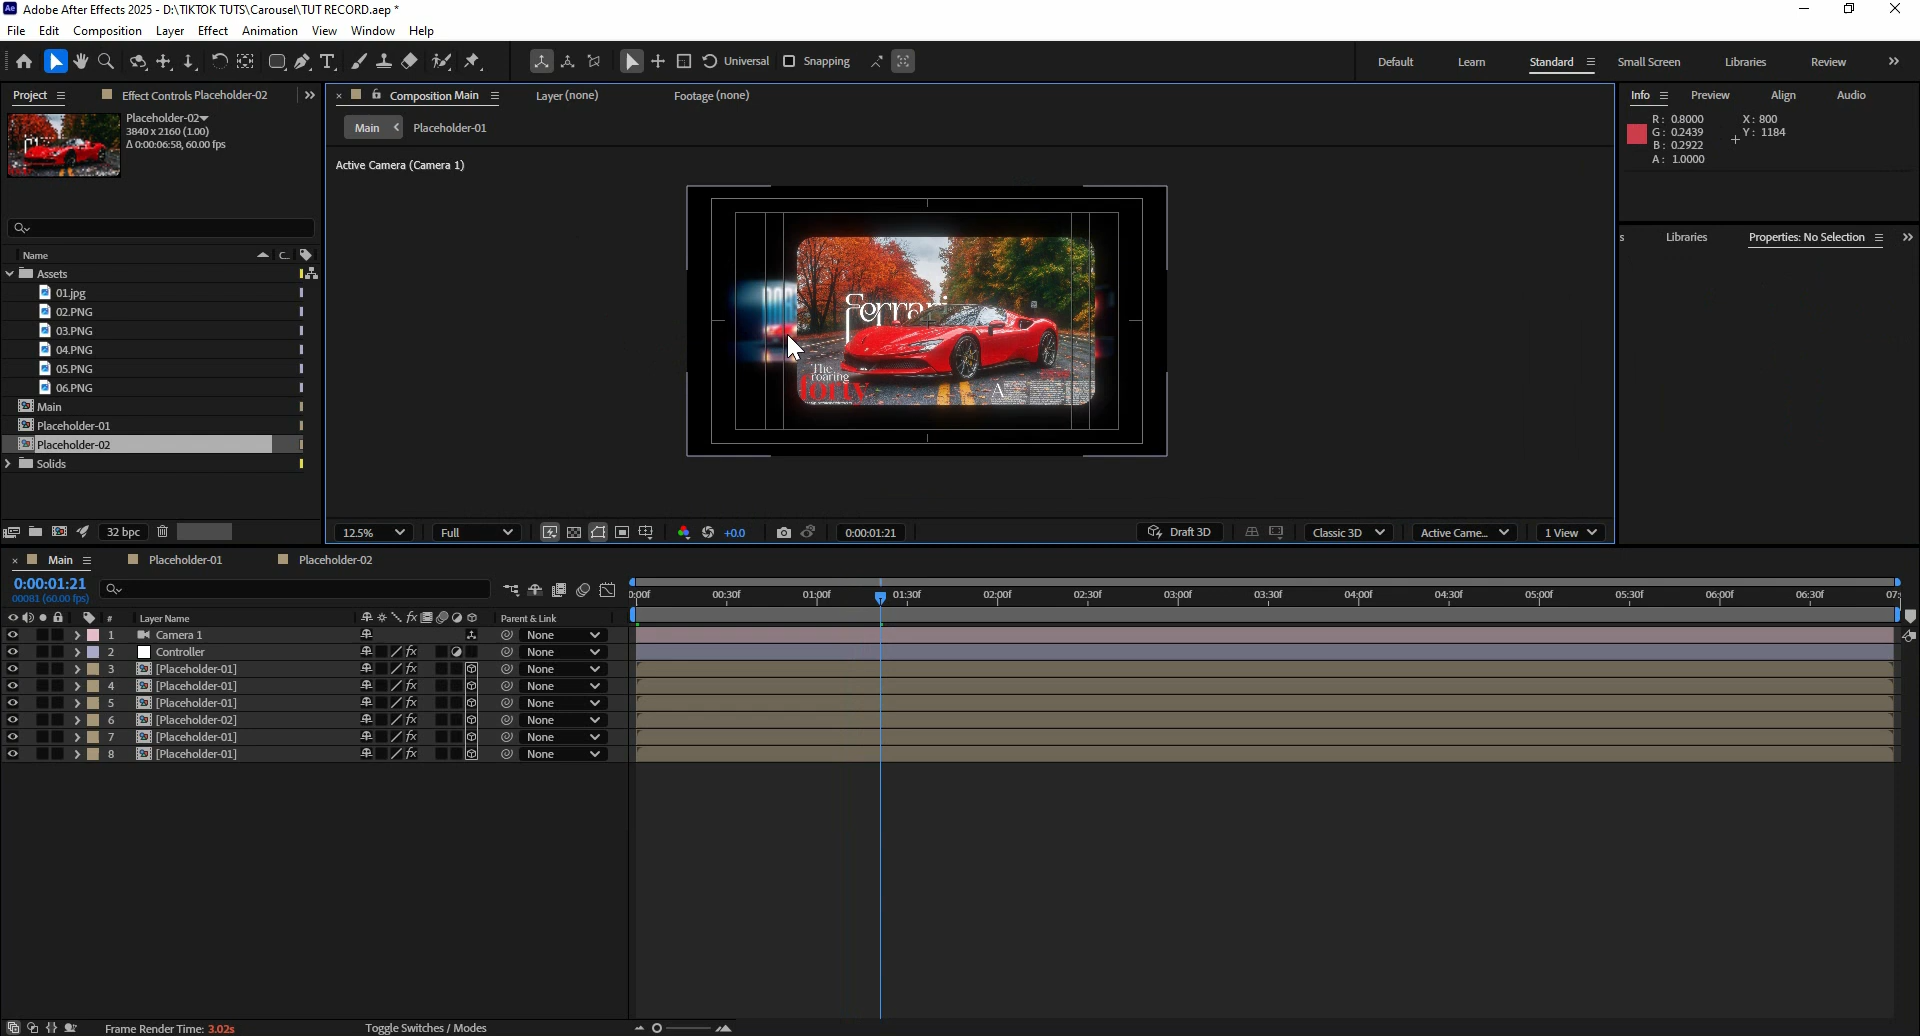 Adobe After Effects 2025 - D:\TIKTOK TUTS\Carousel\TUT RECORD.aep *
File Edit Composition Layer Effect Animation View Window Help
Universal Snapping Default Learn Standard Small Screen Libraries Review
Project Effect Controls Placeholder-02
Composition Main Layer (none) Footage (none)
Info Preview Align Audio
Placeholder-02
3840 x 2160 (1.00)
Δ 0:00:06:58, 60.00 fps
Main Placeholder-01
R: 0.8000
G: 0.2439
B: 0.2922
A: 1.0000
X: 800
Y: 1184
Active Camera (Camera 1)
s Libraries Properties: No Selection
Name C..
Assets
01.jpg
02.PNG
03.PNG
04.PNG
05.PNG
06.PNG
Main
Placeholder-01
Placeholder-02
Solids
Ferrari
The
roaring
forty
A
32 bpc
12.5% Full +0.0 0:00:01:21 Draft 3D Classic 3D Active Came... 1 View
Main Placeholder-01 Placeholder-02
0:00:01:21
00081 (60.00 fps)
0:00f 00:30f 01:00f 01:30f 02:00f 02:30f 03:00f 03:30f 04:00f 04:30f 05:00f 05:30f 06:00f 06:30f 07:
# Layer Name fx Parent & Link
1 Camera 1 None
2 Controller fx None
3 [Placeholder-01] fx None
4 [Placeholder-01] fx None
5 [Placeholder-01] fx None
6 [Placeholder-02] fx None
7 [Placeholder-01] fx None
8 [Placeholder-01] fx None
Frame Render Time: 3.02s Toggle Switches / Modes